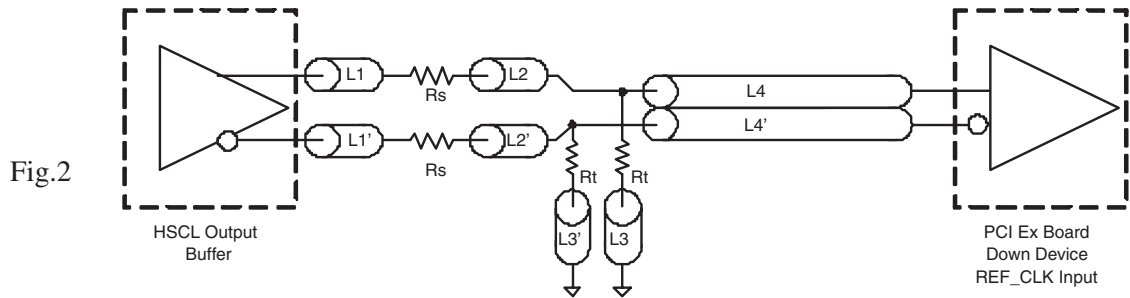 L1
Rs
L2
L4
L1'
Rs
L2'
L4'
Fig.2
Rt
Rt
L3'
L3
HSCL Output
Buffer
PCI Ex Board
Down Device
REF_CLK Input